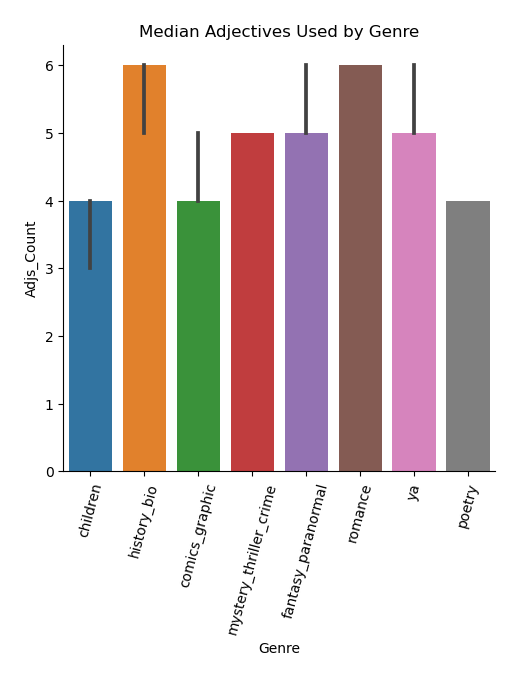 Median Adjectives Used by Genre
6
5
4
3
2
1
0
Adjs_Count
children
history_bio
comics_graphic
mystery_thriller_crime
fantasy_paranormal
romance
ya
poetry
Genre